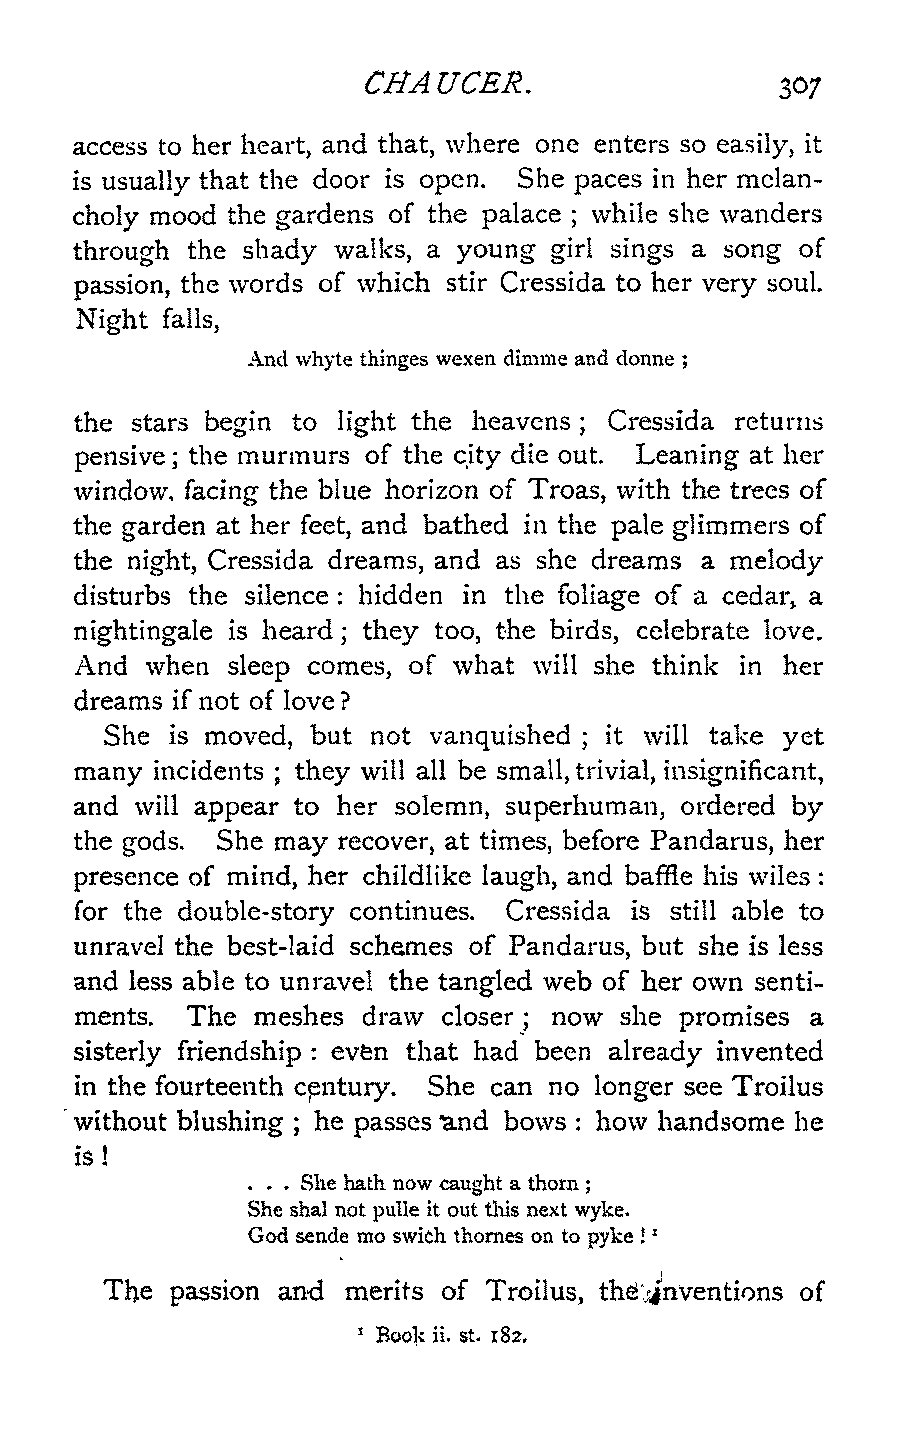 CHAUCER. 307
access to her heart, and that, where one enters so easily, it
is usually that the door is open. She paces in her melan-
choly mood the gardens of the palace ; while she wanders
through the shady walks, a young girl sings a song of
passion, the words of which stir Cressida to her very soul.
Night falls,
And whyte thinges wexen dimme and donne ;
the stars begin to light the heavens ; Cressida returns
pensive ; the murmurs of the city die out. Leaning at her
window, facing the blue horizon of Troas, with the trees of
the garden at her feet, and bathed in the pale glimmers of
the night, Cressida dreams, and as she dreams a melody
disturbs the silence : hidden in the foliage of a cedar, a
nightingale is heard ; they too, the birds, celebrate love.
And when sleep comes, of what will she think in her
dreams if not of love ?
She is moved, but not vanquished ; it will take yet
many incidents ; they will all be small, trivial, insignificant,
and will appear to her solemn, superhuman, ordered by
the gods. She may recover, at times, before Pandarus, her
presence of mind, her childlike laugh, and baffle his wiles :
for the double-story continues. Cressida is still able to
unravel the best-laid schemes of Pandarus, but she is less
and less able to unravel the tangled web of her own senti-
ments. The meshes draw closer ; now she promises a
sisterly friendship : even that had been already invented
in the fourteenth century. She can no longer see Troilus
without blushing ; he passes and bows : how handsome he
is !
. . . She hath now caught a thorn ;
She shal not pulle it out this next wyke.
God sende mo swich thornes on to pyke ! ¹
The passion and merits of Troilus, the inventions of
¹ Book ii. st. 182.